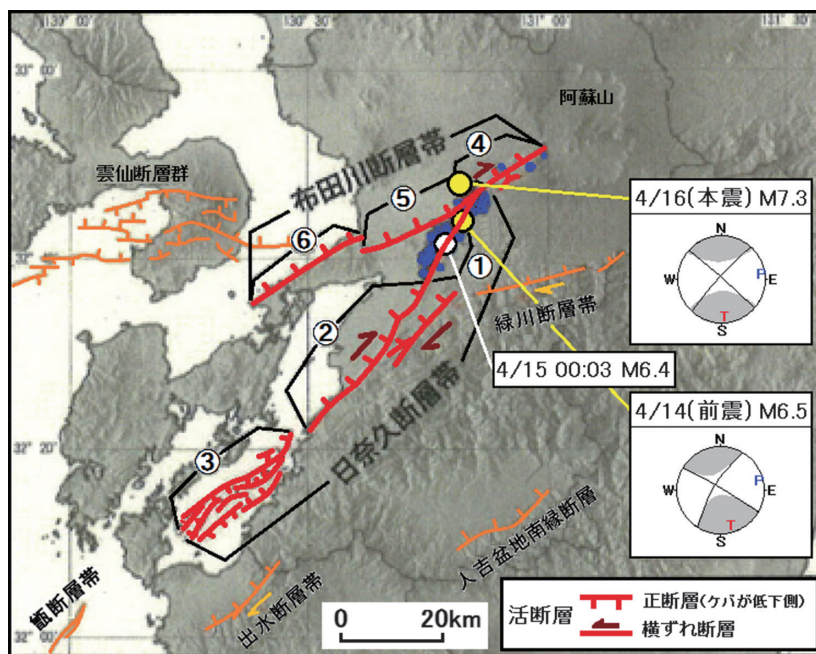 130°00′
130°30′
131°00′
131°30′
33°00′
阿蘇山
雲仙断層群
布田川断層帯
④
⑤
⑥
①
②
③
4/16(本震) M7.3
N
W
P
E
T
S
緑川断層帯
4/15 00:03 M6.4
4/14(前震) M6.5
N
W
P
E
T
S
日奈久断層帯
32°20′
人吉盆地南縁断層
出水断層帯
甑断層帯
32°00′
0
20km
活断層
正断層(ケバが低下側)
横ずれ断層